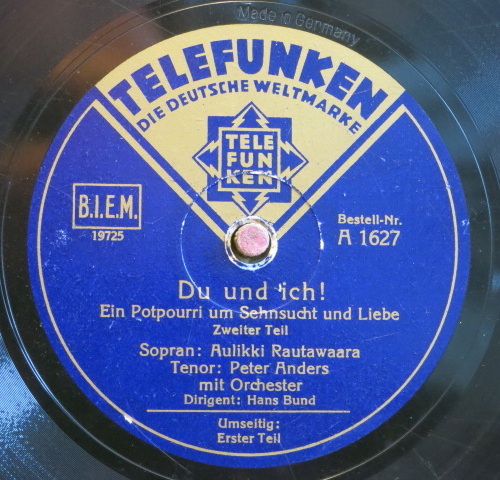 Made in Germany
TELEFUNKEN
DIE DEUTSCHE WELTMARKE
TELE
FUN
KEN
B.I.E.M.
19725
Bestell-Nr.
A 1627
Du und ich!
Ein Potpourri um Sehnsucht und Liebe
Zweiter Teil
Sopran: Aulikki Rautawaara
Tenor: Peter Anders
mit Orchester
Dirigent: Hans Bund
Umseitig:
Erster Teil